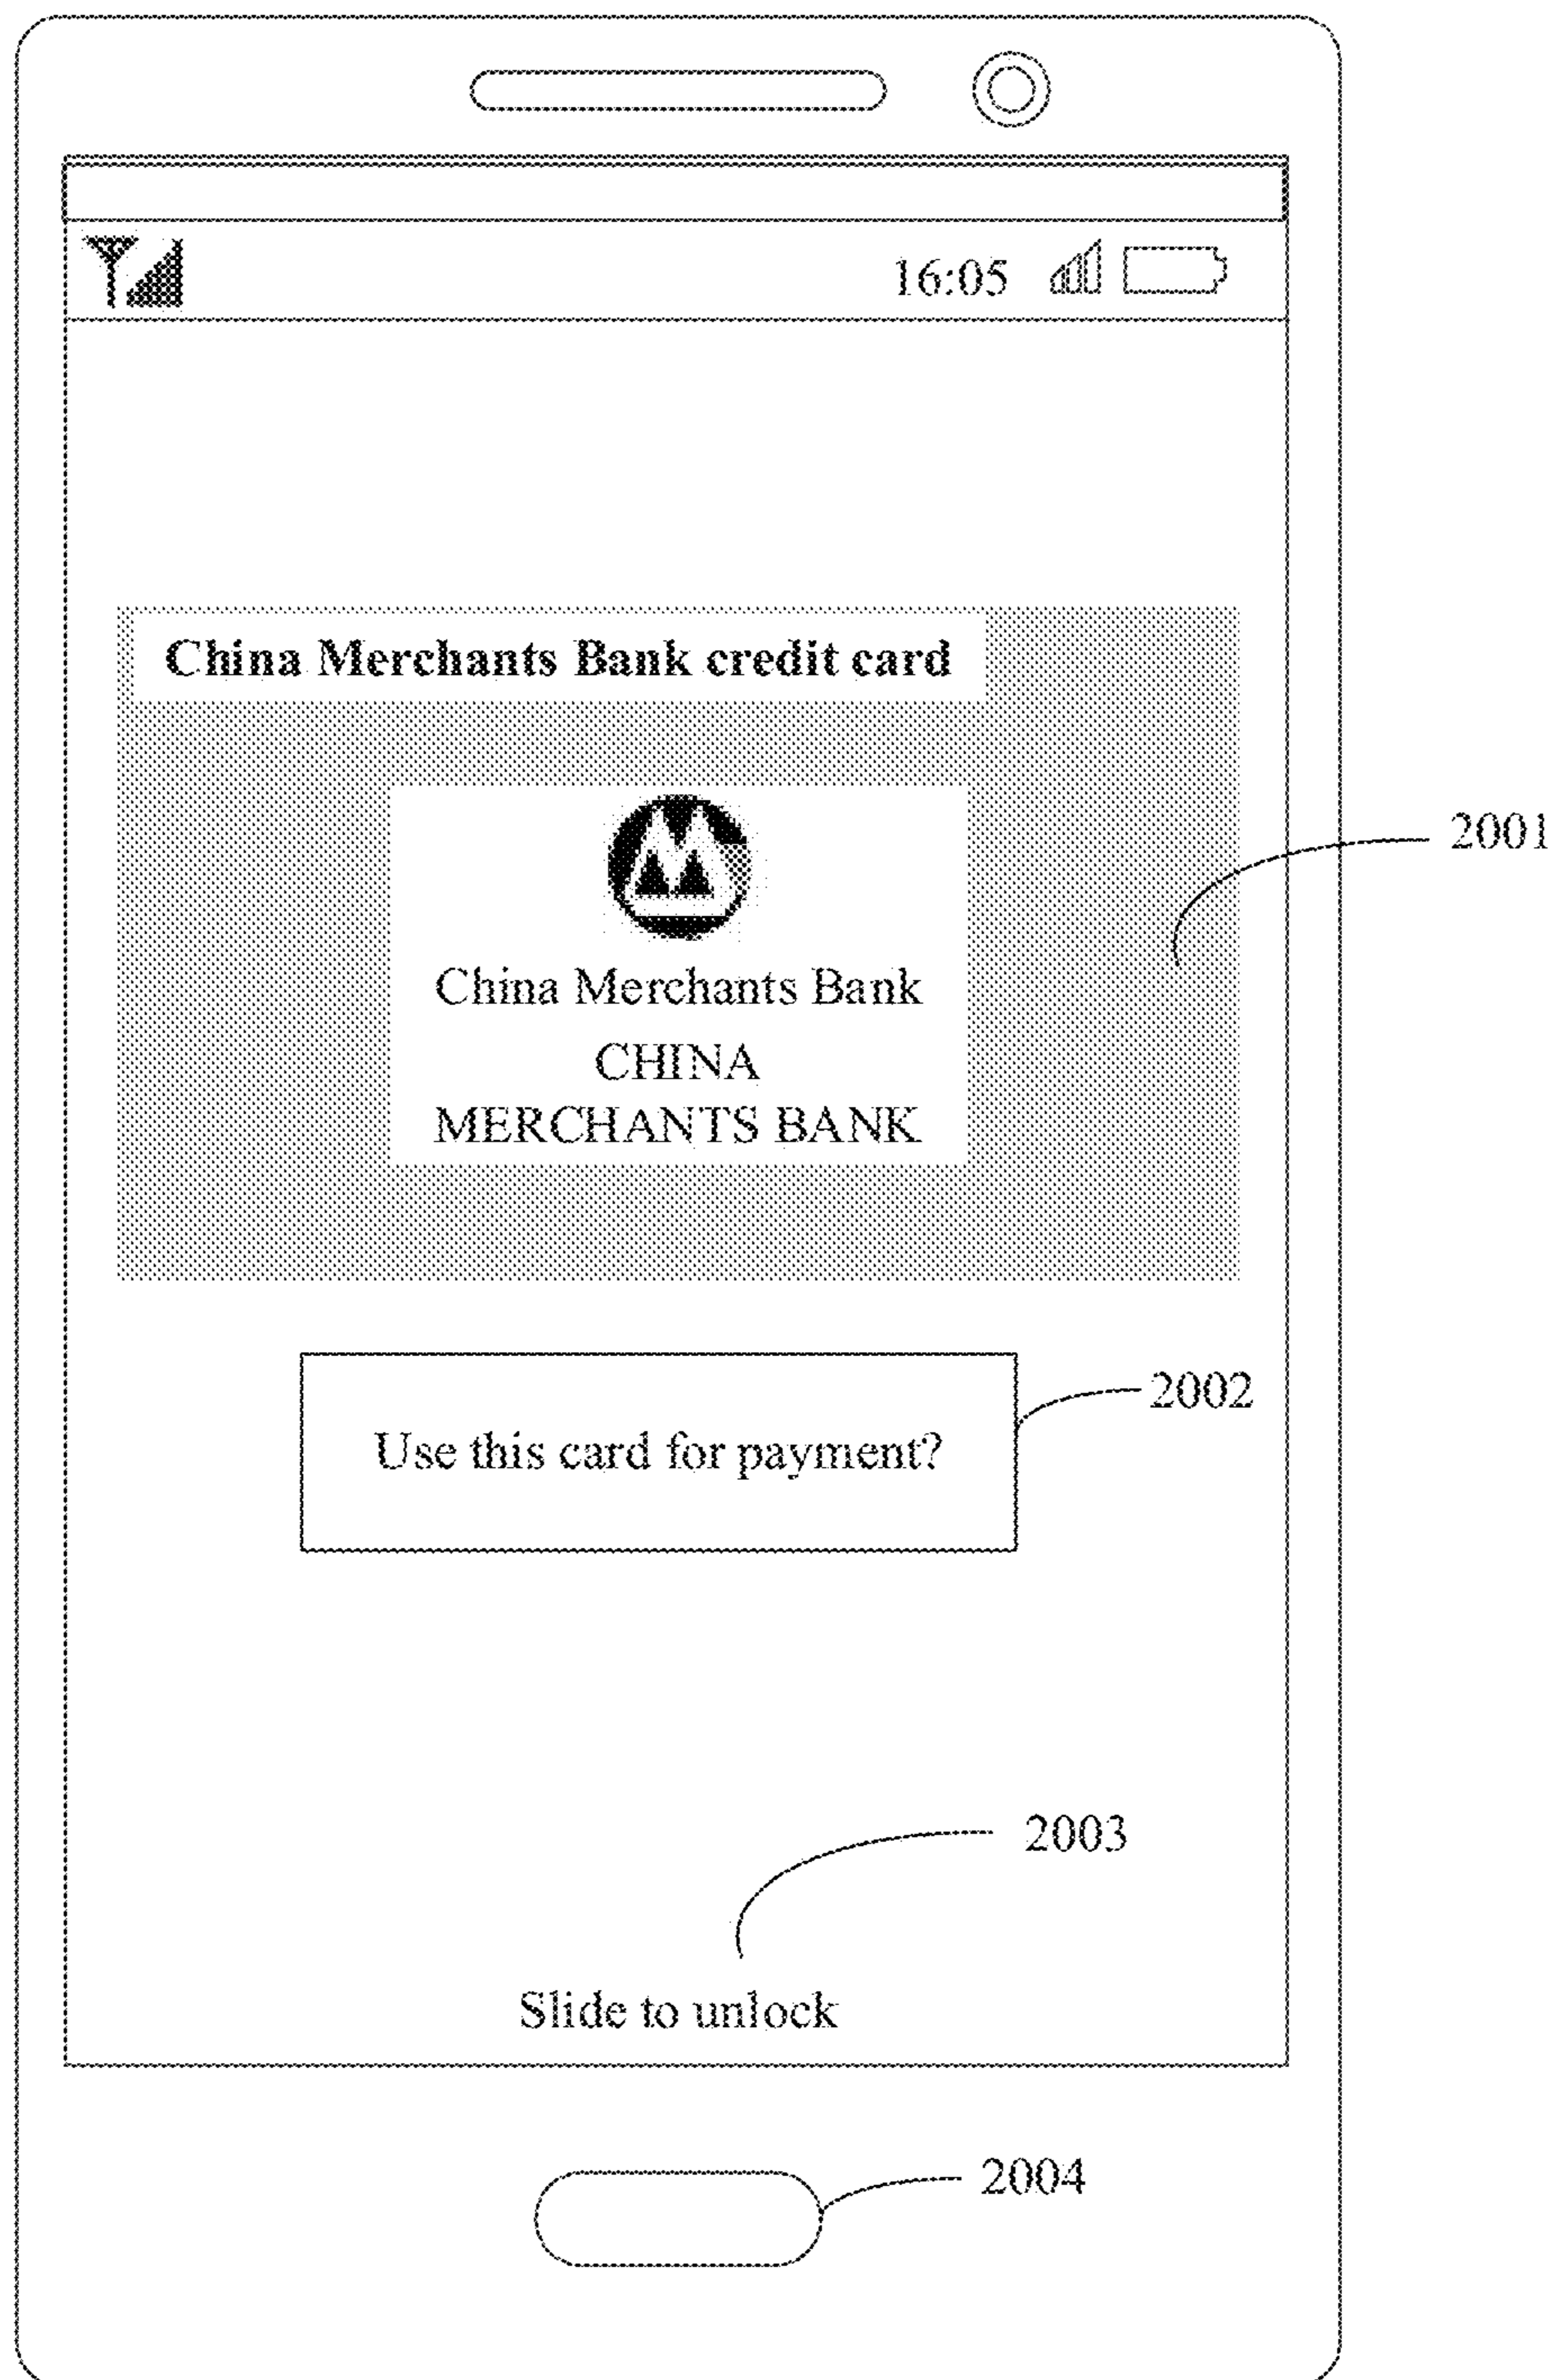 16:05
China Merchants Bank credit card
2001
China Merchants Bank
CHINA
MERCHANTS BANK
2002
Use this card for payment?
2003
Slide to unlock
2004